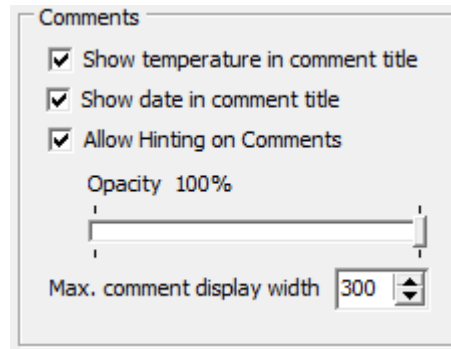 Comments
Show temperature in comment title
Show date in comment title
Allow Hinting on Comments
Opacity 100%
Max. comment display width 300